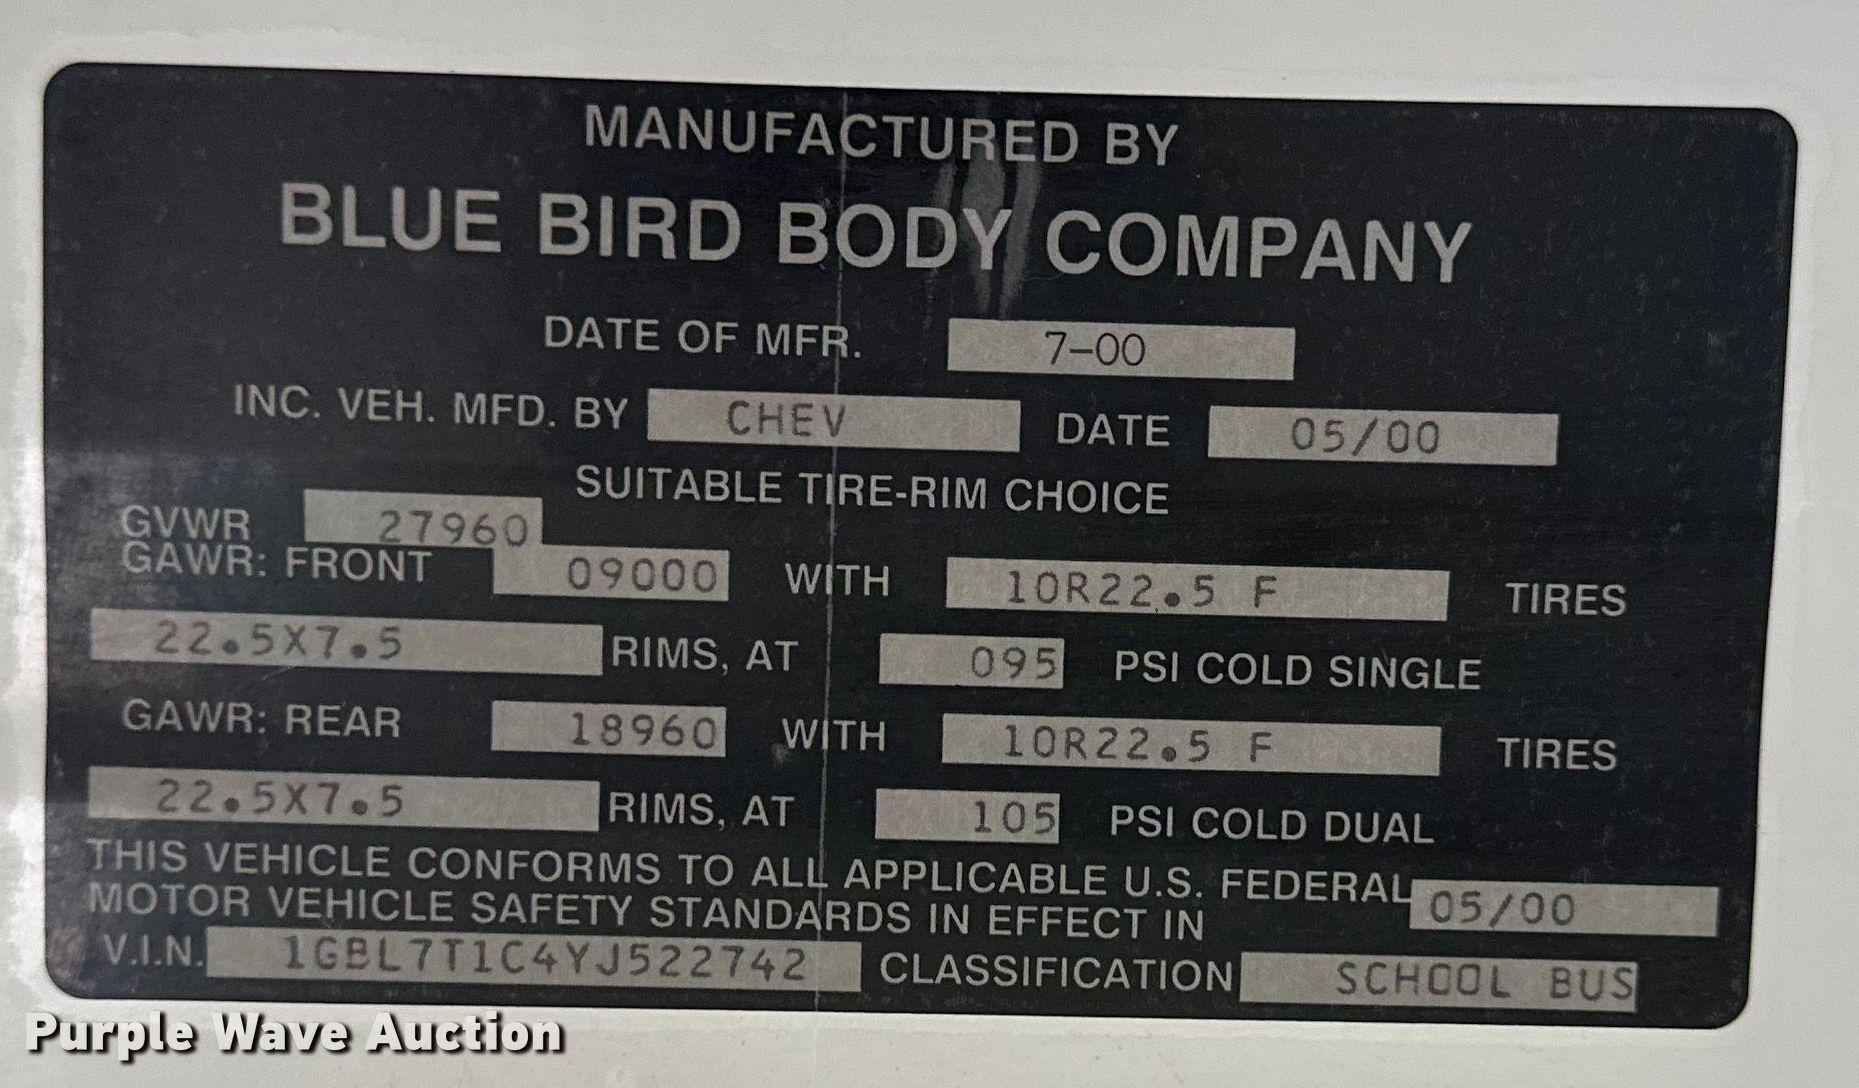 MANUFACTURED BY
BLUE BIRD BODY COMPANY
DATE OF MFR. 7-00
INC. VEH. MFD. BY CHEV DATE 05/00
SUITABLE TIRE-RIM CHOICE
GVWR 27960
GAWR: FRONT 09000 WITH 10R22.5 F TIRES
22.5X7.5 RIMS, AT 095 PSI COLD SINGLE
GAWR: REAR 18960 WITH 10R22.5 F TIRES
22.5X7.5 RIMS, AT 105 PSI COLD DUAL
THIS VEHICLE CONFORMS TO ALL APPLICABLE U.S. FEDERAL
MOTOR VEHICLE SAFETY STANDARDS IN EFFECT IN 05/00
V.I.N. 1GBL7T1C4YJ522742 CLASSIFICATION SCHOOL BUS
Purple Wave Auction